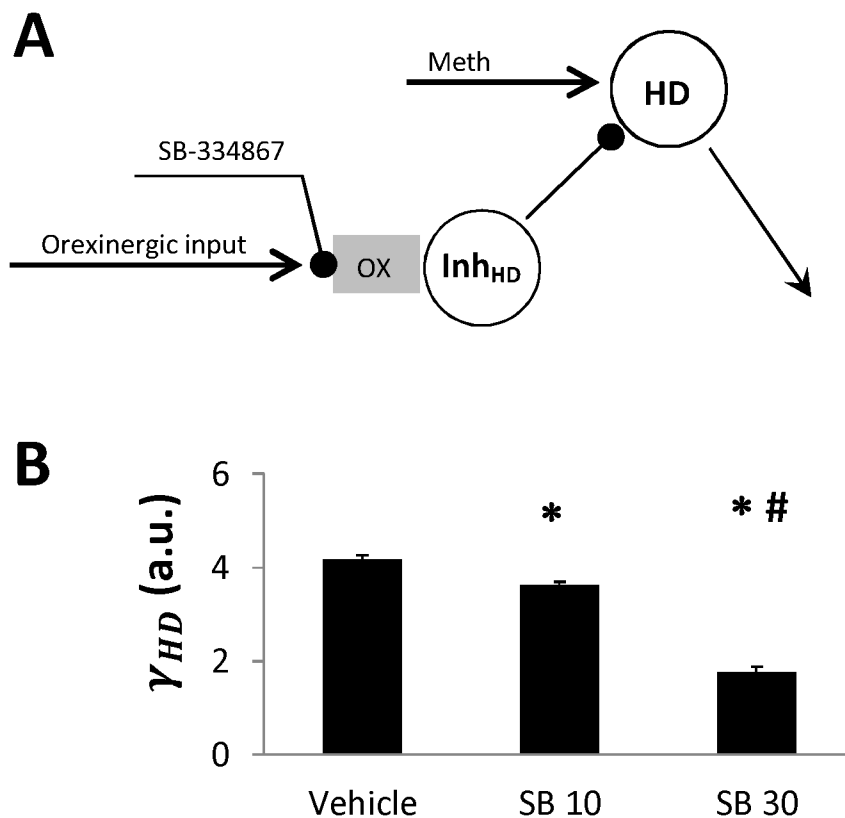 A
Meth
HD
SB-334867
Orexinergic input
OX
Inh_HD
B
γ_HD (a.u.)
6
4
2
0
*
* #
Vehicle
SB 10
SB 30